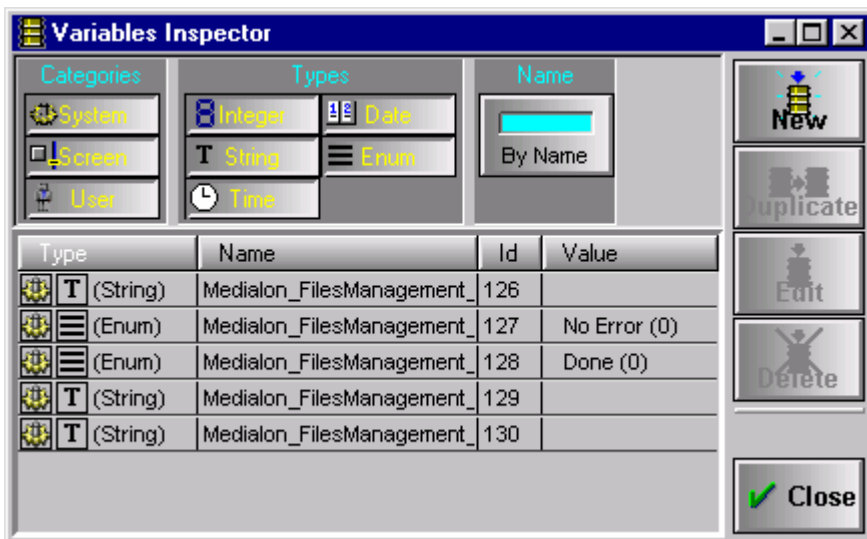 Variables Inspector
Categories Types Name
System Integer Date
Screen String Enum By Name
User Time
New
Duplicate
Edit
Delete
Close
Type Name Id Value
(String) Medialon_FilesManagement_ 126
(Enum) Medialon_FilesManagement_ 127 No Error (0)
(Enum) Medialon_FilesManagement_ 128 Done (0)
(String) Medialon_FilesManagement_ 129
(String) Medialon_FilesManagement_ 130